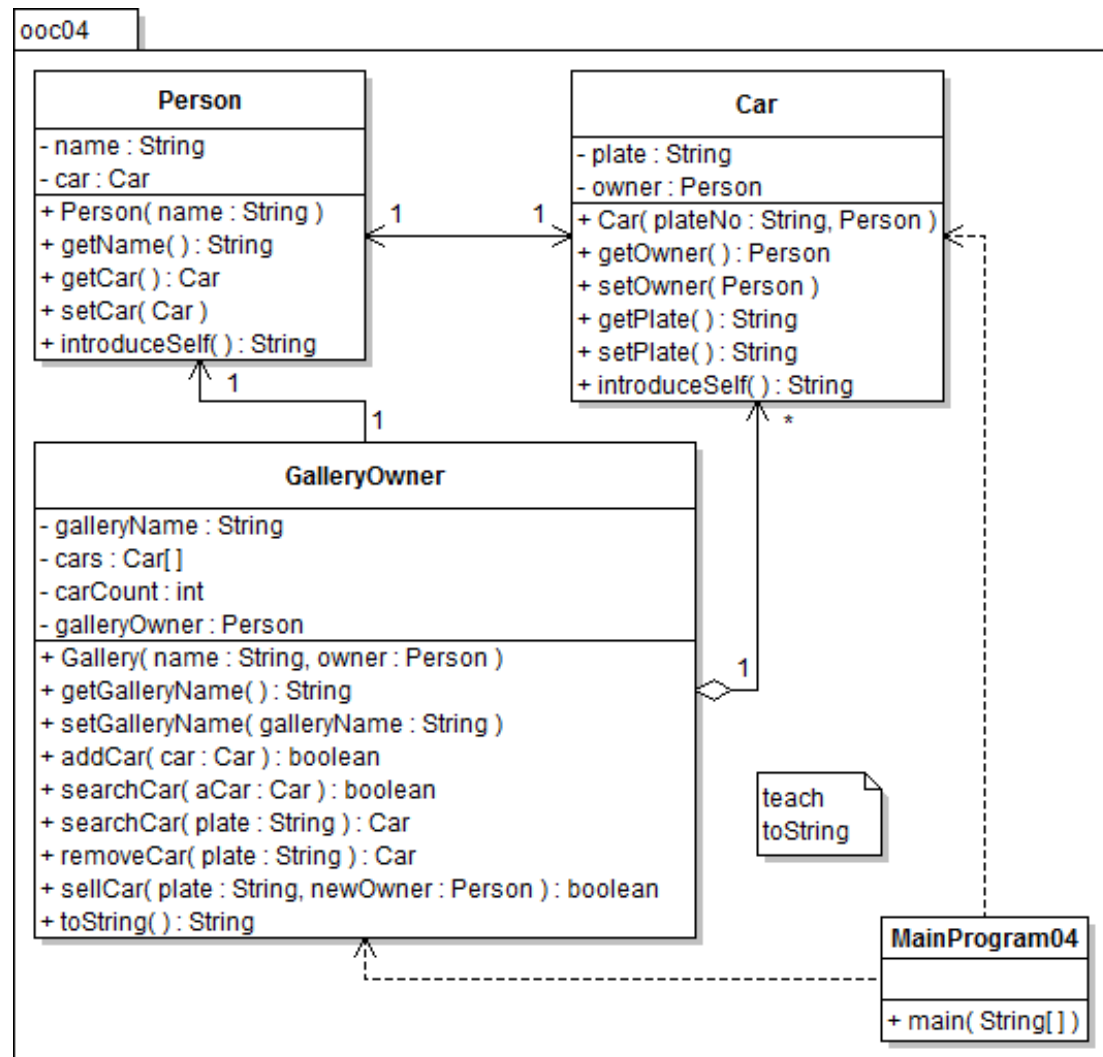 ooc04
Person
- name : String
- car : Car
+ Person( name : String )
+ getName( ) : String
+ getCar( ) : Car
+ setCar( Car )
+ introduceSelf( ) : String
1
1
Car
- plate : String
- owner : Person
+ Car( plateNo : String, Person )
+ getOwner( ) : Person
+ setOwner( Person )
+ getPlate( ) : String
+ setPlate( ) : String
+ introduceSelf( ) : String
1
1
*
GalleryOwner
- galleryName : String
- cars : Car[ ]
- carCount : int
- galleryOwner : Person
+ Gallery( name : String, owner : Person )
+ getGalleryName( ) : String
+ setGalleryName( galleryName : String )
+ addCar( car : Car ) : boolean
+ searchCar( aCar : Car ) : boolean
+ searchCar( plate : String ) : Car
+ removeCar( plate : String ) : Car
+ sellCar( plate : String, newOwner : Person ) : boolean
+ toString( ) : String
1
teach
toString
MainProgram04
+ main( String[ ] )